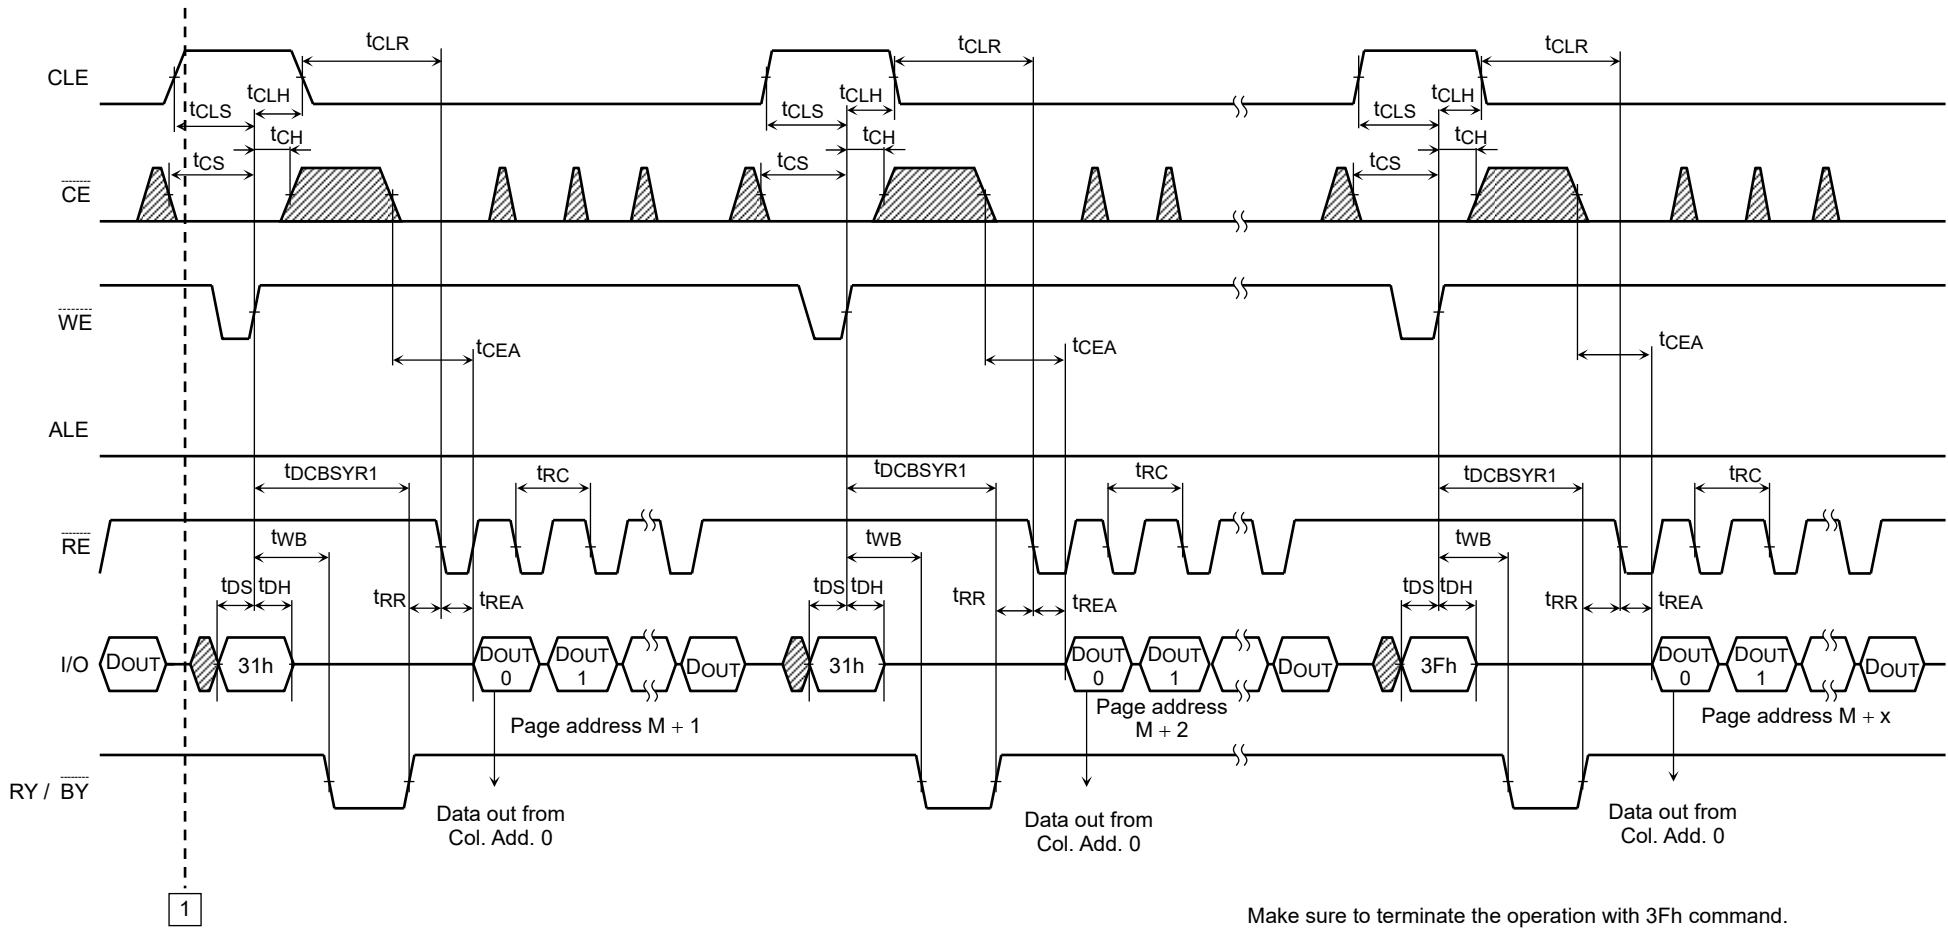 tCLR tCLR tCLR
CLE
tCLH tCLH tCLH
tCLS tCLS tCLS
tCH tCH tCH
tCS tCS tCS
CE
WE
tCEA tCEA tCEA
ALE
tDCBSYR1 tRC tDCBSYR1 tRC tDCBSYR1 tRC
RE
tWB tWB tWB
tDS tDH tDS tDH tDS tDH
tRR tREA tRR tREA tRR tREA
I/O DOUT 31h DOUT 0 DOUT 1 DOUT 31h DOUT 0 DOUT 1 DOUT 3Fh DOUT 0 DOUT 1 DOUT
Page address M + 1
Page address
M + 2
Page address M + x
RY / BY
Data out from
Col. Add. 0
Data out from
Col. Add. 0
Data out from
Col. Add. 0
1
Make sure to terminate the operation with 3Fh command.